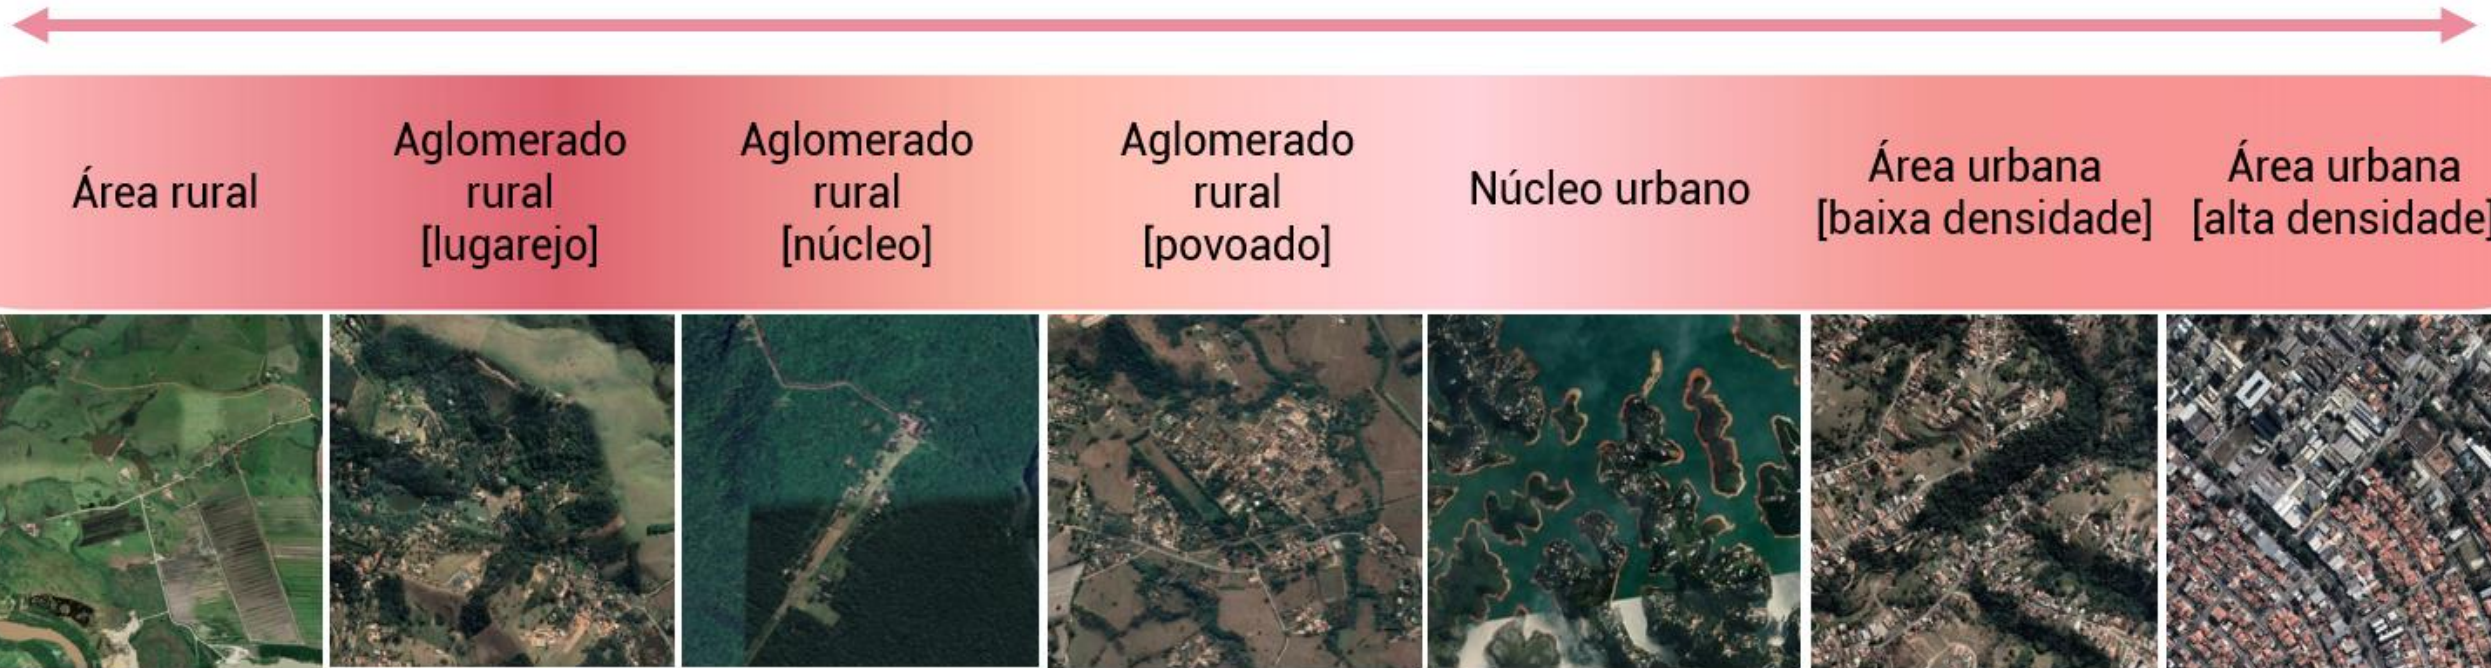 Área rural
Aglomerado
rural
[lugarejo]
Aglomerado
rural
[núcleo]
Aglomerado
rural
[povoado]
Núcleo urbano
Área urbana
[baixa densidade]
Área urbana
[alta densidade]